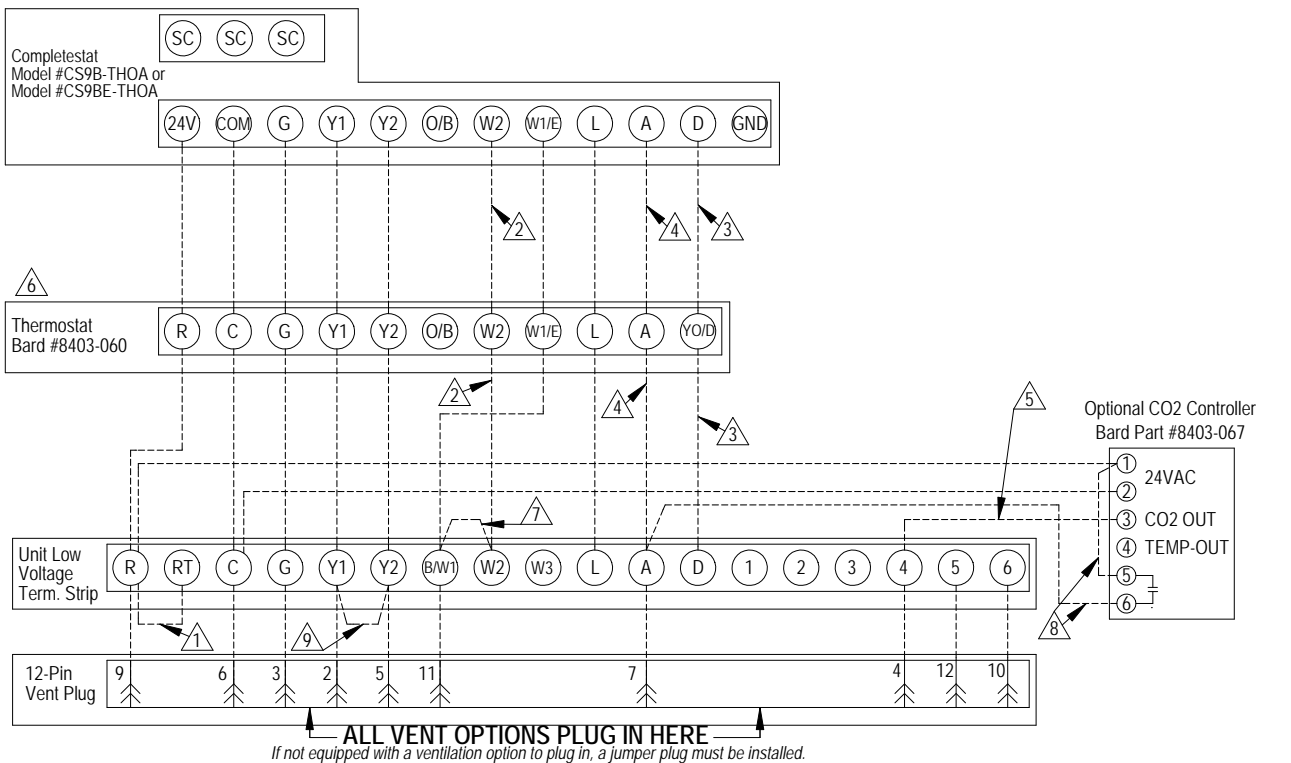 SC SC SC
Completestat
Model #CS9B-THOA or
Model #CS9BE-THOA
24V COM G Y1 Y2 O/B W2 W1/E L A D GND
2 4 3
6
Thermostat
Bard #8403-060
R C G Y1 Y2 O/B W2 W1/E L A YO/D
2 4 3 5
Optional CO2 Controller
Bard Part #8403-067
1 24VAC
2
3 CO2 OUT
4 TEMP-OUT
5
6
7
8
Unit Low
Voltage
Term. Strip
R RT C G Y1 Y2 B/W1 W2 W3 L A D 1 2 3 4 5 6
1 9
12-Pin
Vent Plug
9 6 3 2 5 11 7 4 12 10
ALL VENT OPTIONS PLUG IN HERE
If not equipped with a ventilation option to plug in, a jumper plug must be installed.